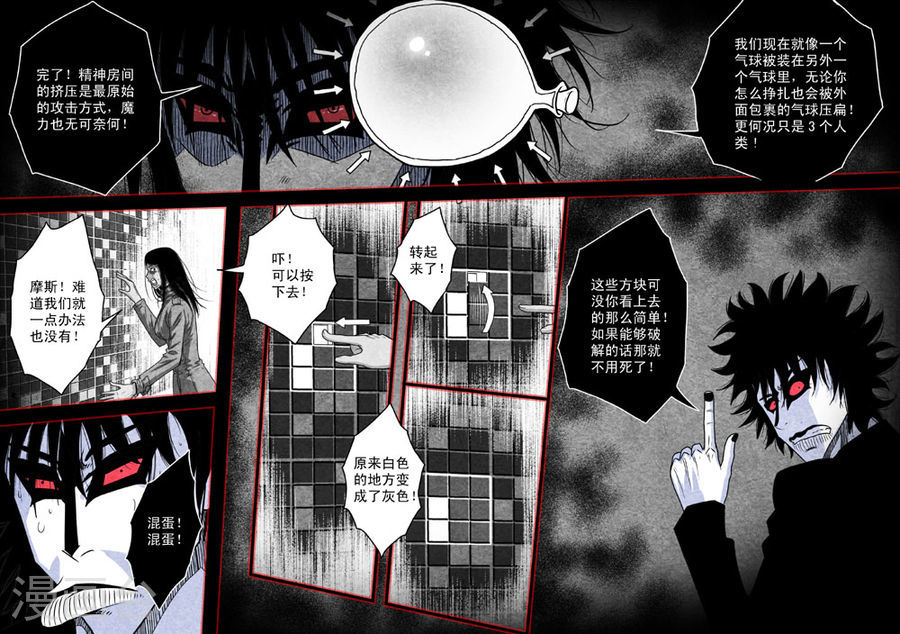 完了！精神房间
的挤压是最原始
的攻击方式，魔
力也无可奈何！
我们现在就像一个
气球被装在另外一
个气球里，无论你
怎么挣扎也会被外
面包裹的气球压扁！
更何况只是3个人
类！
摩斯！难
道我们就
一点办法
也没有！
吓！
可以按
下去！
转起
来了！
原来白色
的地方变
成了灰色！
这些方块可
没你看上去
的那么简单！
如果能够破
解的话那就
不用死了！
混蛋！
混蛋！